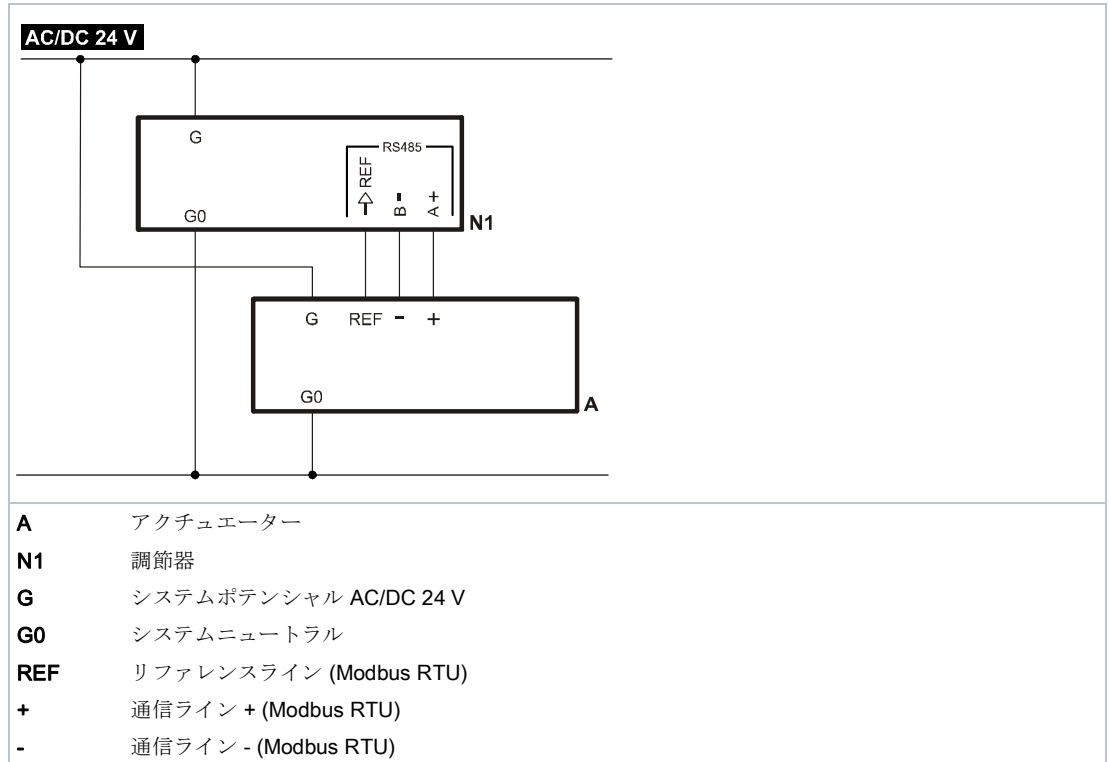 AC/DC 24 V
G
RS485
REF
B -
A +
G0
N1
G REF - +
G0
A
A アクチュエーター
N1 調節器
G システムポテンシャル AC/DC 24 V
G0 システムニュートラル
REF リファレンスライン (Modbus RTU)
+ 通信ライン + (Modbus RTU)
- 通信ライン - (Modbus RTU)